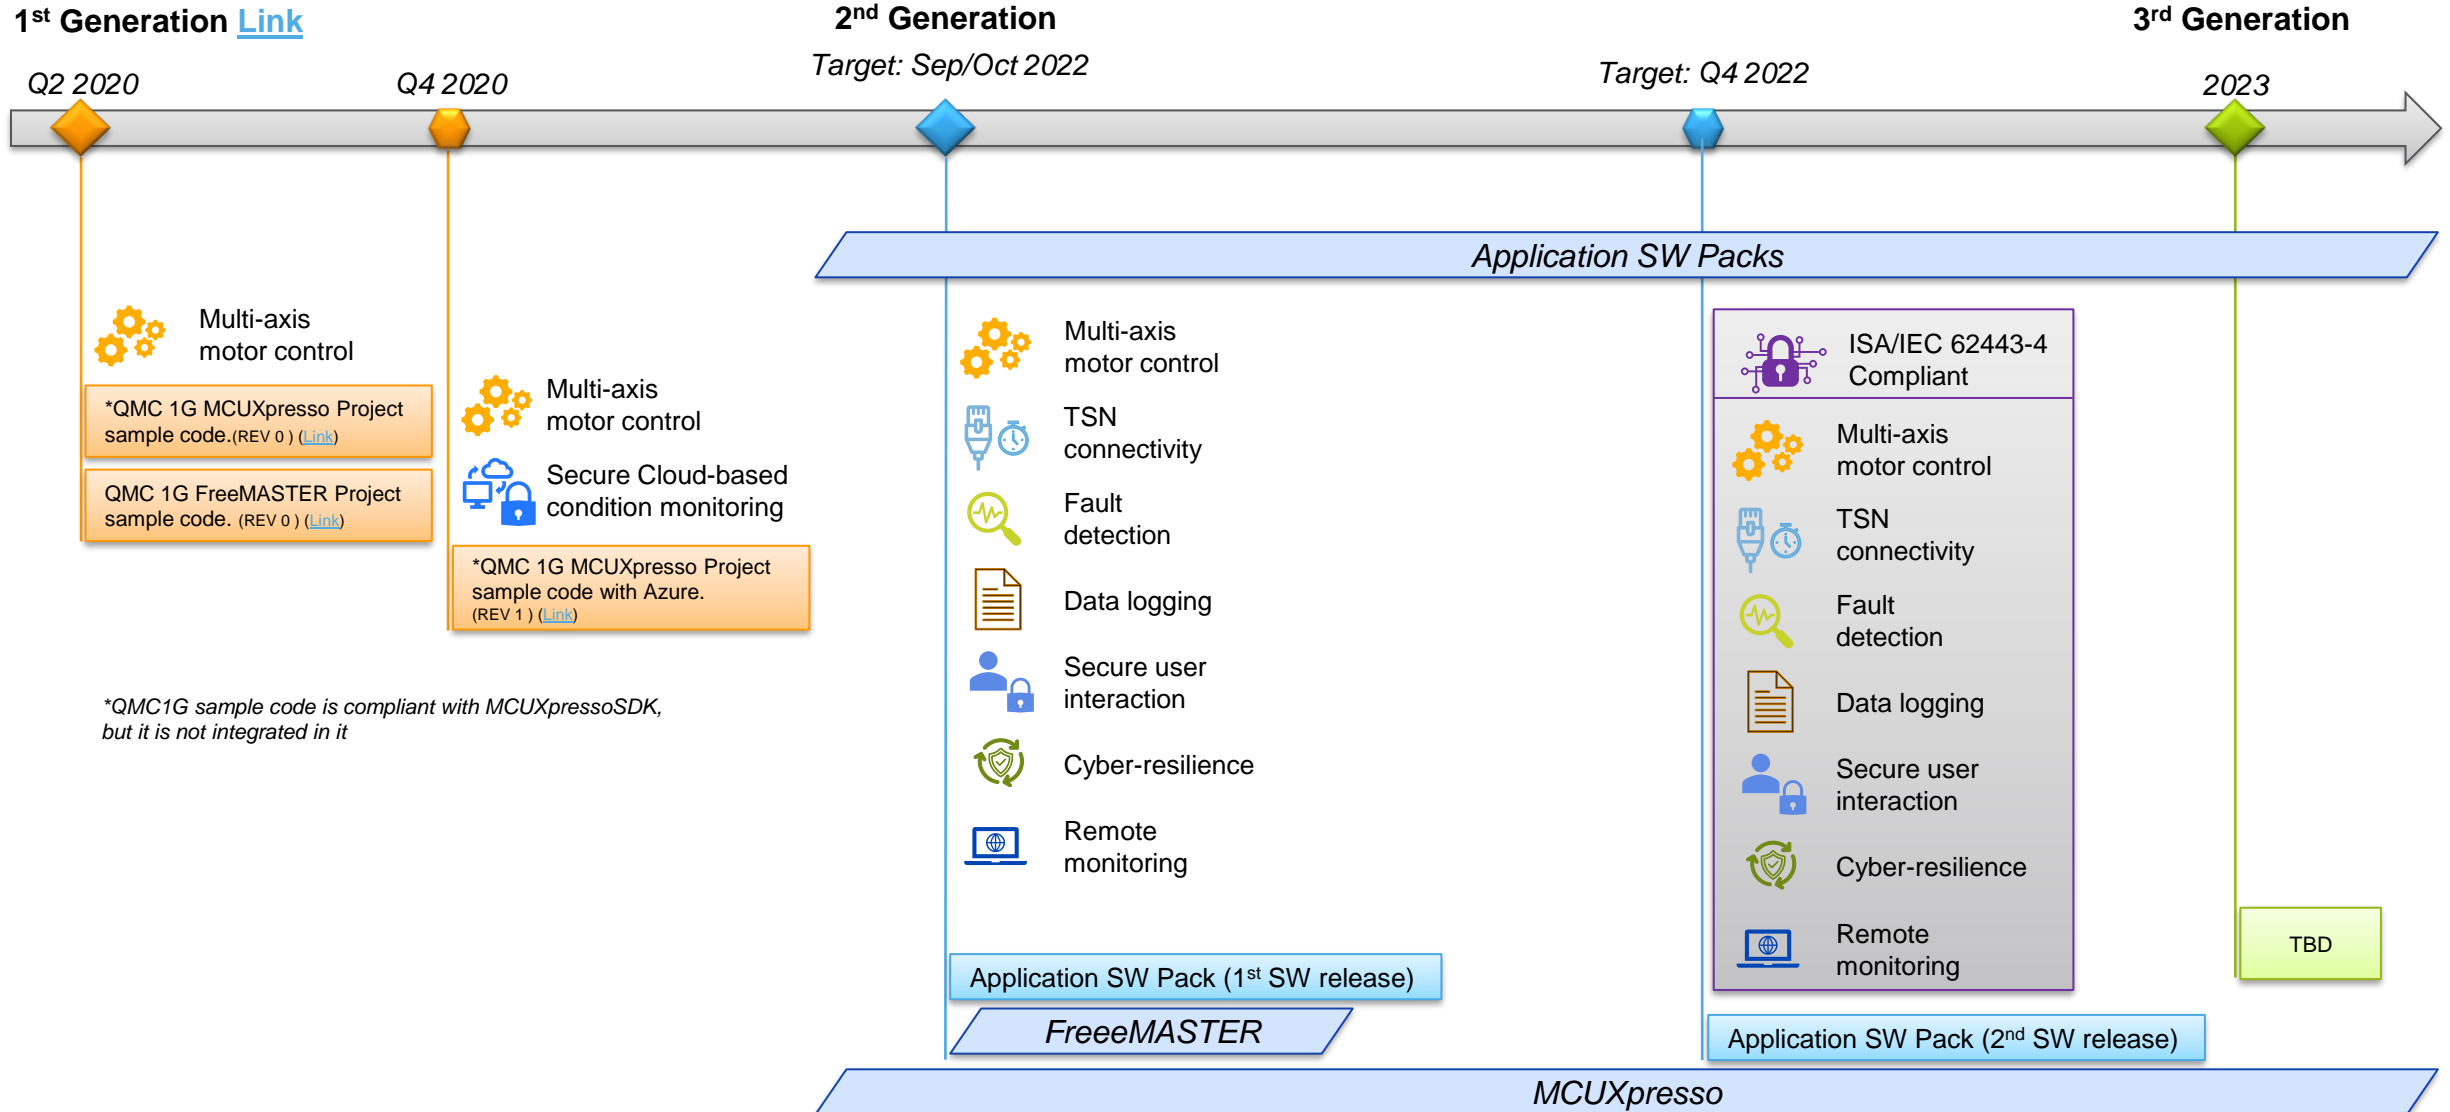 1st Generation Link
2nd Generation
3rd Generation
Q2 2020
Q4 2020
Target: Sep/Oct 2022
Target: Q4 2022
2023
Application SW Packs
Multi-axis
motor control
*QMC 1G MCUXpresso Project
sample code.(REV 0 ) (Link)
QMC 1G FreeMASTER Project
sample code. (REV 0 ) (Link)
Multi-axis
motor control
Secure Cloud-based
condition monitoring
*QMC 1G MCUXpresso Project
sample code with Azure.
(REV 1 ) (Link)
*QMC1G sample code is compliant with MCUXpressoSDK,
but it is not integrated in it
Multi-axis
motor control
TSN
connectivity
Fault
detection
Data logging
Secure user
interaction
Cyber-resilience
Remote
monitoring
Application SW Pack (1st SW release)
FreeeMASTER
ISA/IEC 62443-4
Compliant
Multi-axis
motor control
TSN
connectivity
Fault
detection
Data logging
Secure user
interaction
Cyber-resilience
Remote
monitoring
Application SW Pack (2nd SW release)
TBD
MCUXpresso